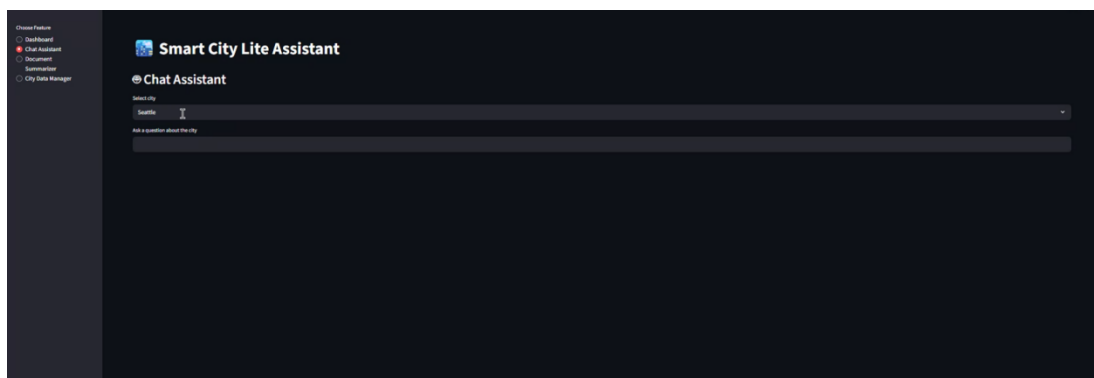 Choose Feature
Dashboard
Chat Assistant
Document
Summarizer
City Data Manager
Smart City Lite Assistant
Chat Assistant
Select city
Seattle
Ask a question about the city